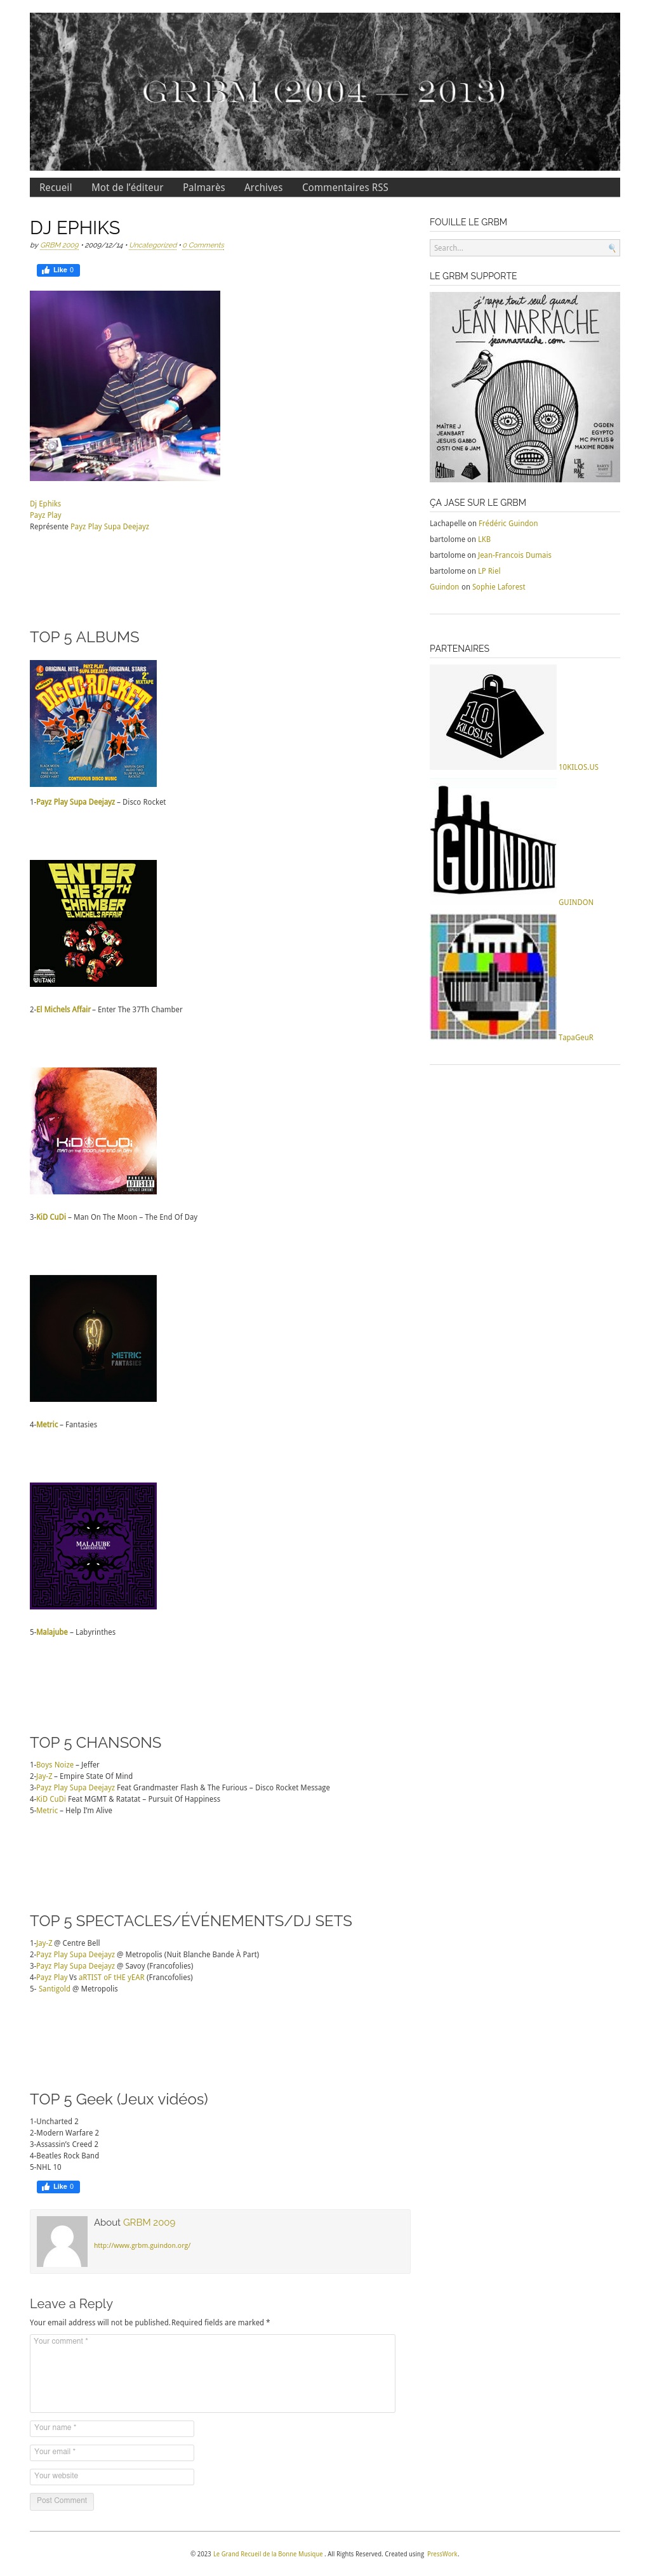 GRBM (2004 — 2013)
Recueil Mot de l'éditeur Palmarès Archives Commentaires RSS
DJ EPHIKS
by GRBM 2009 • 2009/12/14 • Uncategorized • 0 Comments
Like 0
Dj Ephiks
Payz Play
Représente Payz Play Supa Deejayz
TOP 5 ALBUMS
ORIGINAL HITS PAYZ PLAY SUPA DEEJAYZ ORIGINAL STARS
2e MIXTAPE
DISCO ROCKET
CONTIGUOUS DISCO MUSIC
1-Payz Play Supa Deejayz – Disco Rocket
ENTER
THE 37TH
CHAMBER
EL MICHELS AFFAIR
2-El Michels Affair – Enter The 37Th Chamber
KiD CuDi
MAN ON THE MOON: THE END OF DAY
PARENTAL
ADVISORY
3-KiD CuDi – Man On The Moon – The End Of Day
METRIC
FANTASIES
4-Metric – Fantasies
MALAJUBE
LABYRINTHES
5-Malajube – Labyrinthes
TOP 5 CHANSONS
1-Boys Noize – Jeffer
2-Jay-Z – Empire State Of Mind
3-Payz Play Supa Deejayz Feat Grandmaster Flash & The Furious – Disco Rocket Message
4-KiD CuDi Feat MGMT & Ratatat – Pursuit Of Happiness
5-Metric – Help I'm Alive
TOP 5 SPECTACLES/ÉVÉNEMENTS/DJ SETS
1-Jay-Z @ Centre Bell
2-Payz Play Supa Deejayz @ Metropolis (Nuit Blanche Bande À Part)
3-Payz Play Supa Deejayz @ Savoy (Francofolies)
4-Payz Play Vs aRTIST oF tHE yEAR (Francofolies)
5- Santigold @ Metropolis
TOP 5 Geek (Jeux vidéos)
1-Uncharted 2
2-Modern Warfare 2
3-Assassin's Creed 2
4-Beatles Rock Band
5-NHL 10
Like 0
About GRBM 2009
http://www.grbm.guindon.org/
Leave a Reply
Your email address will not be published.Required fields are marked *
Your comment *
Your name *
Your email *
Your website
Post Comment
FOUILLE LE GRBM
Search...
LE GRBM SUPPORTE
j'rappe tout seul quand
JEAN NARRACHE
jeannarrache.com
MAÎTRE J
JEANBART
JESUIS GABBO
OSTI ONE & JAM
OGDEN
EGYPTO
MC PHYLIS &
MAXIME ROBIN
ÇA JASE SUR LE GRBM
Lachapelle on Frédéric Guindon
bartolome on LKB
bartolome on Jean-Francois Dumais
bartolome on LP Riel
Guindon on Sophie Laforest
PARTENAIRES
10
KILOS.US
10KILOS.US
GUINDON
GUINDON
TapaGeuR
© 2023 Le Grand Recueil de la Bonne Musique . All Rights Reserved. Created using PressWork.